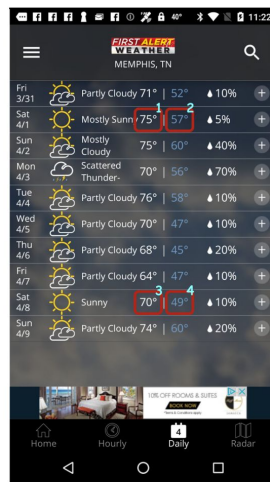 40° 11:22
FIRST ALERT
WEATHER
MEMPHIS, TN
Fri 3/31 Partly Cloudy 71° | 52° 10% +
1 2
Sat 4/1 Mostly Sunny 75° | 57° 5% +
Sun 4/2 Mostly Cloudy 75° | 60° 40% +
Mon 4/3 Scattered Thunder- 70° | 56° 70% +
Tue 4/4 Partly Cloudy 76° | 58° 10% +
Wed 4/5 Partly Cloudy 70° | 47° 10% +
Thu 4/6 Partly Cloudy 68° | 45° 20% +
Fri 4/7 Partly Cloudy 64° | 47° 10% +
3 4
Sat 4/8 Sunny 70° | 49° 10% +
Sun 4/9 Partly Cloudy 74° | 60° 20% +
10% OFF ROOMS & SUITES
BOOK NOW
4
Home Hourly Daily Radar